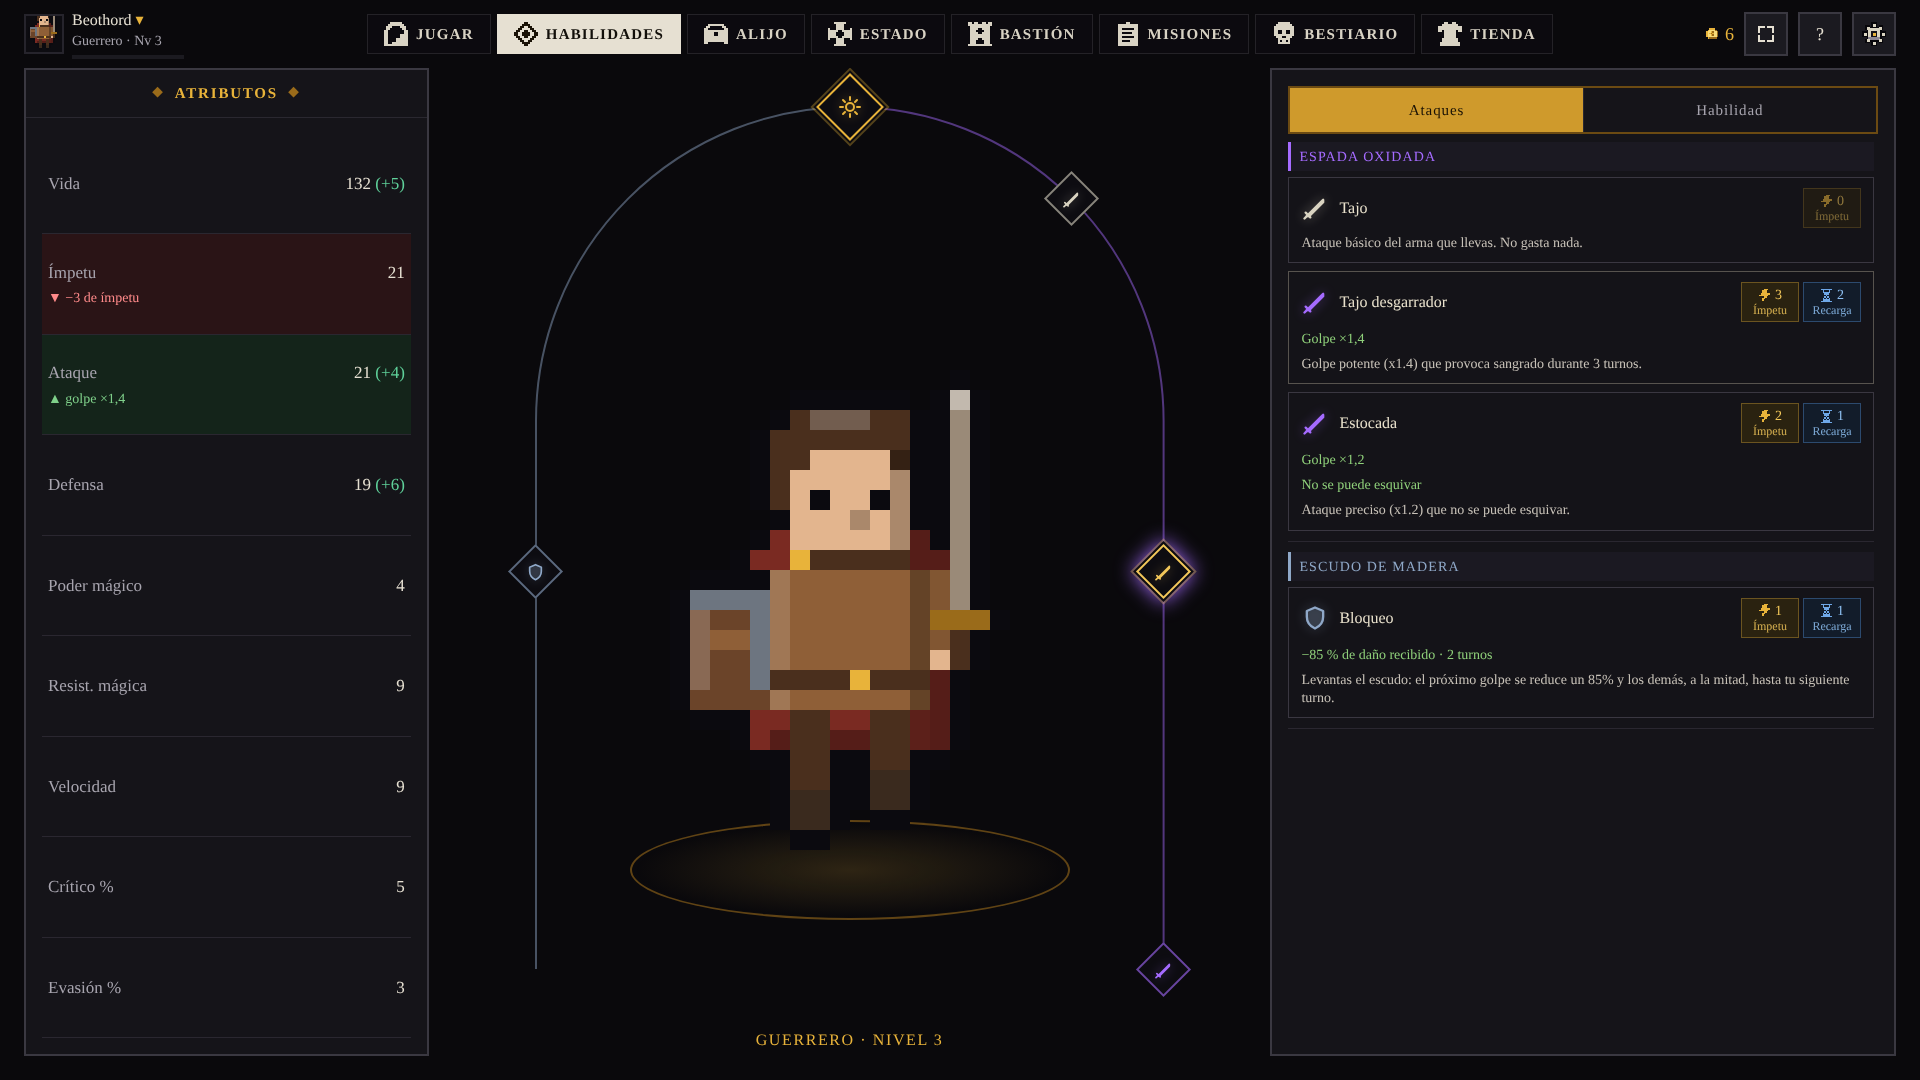 Beothord ▾
Guerrero · Nv 3
JUGAR
HABILIDADES
ALIJO
ESTADO
BASTIÓN
MISIONES
BESTIARIO
TIENDA
6
?
ATRIBUTOS
Vida 132 (+5)
Ímpetu 21
▼ −3 de ímpetu
Ataque 21 (+4)
▲ golpe ×1,4
Defensa 19 (+6)
Poder mágico 4
Resist. mágica 9
Velocidad 9
Crítico % 5
Evasión % 3
GUERRERO · NIVEL 3
Ataques
Habilidad
ESPADA OXIDADA
Tajo
0
Ímpetu
Ataque básico del arma que llevas. No gasta nada.
Tajo desgarrador
3
Ímpetu
2
Recarga
Golpe ×1,4
Golpe potente (x1.4) que provoca sangrado durante 3 turnos.
Estocada
2
Ímpetu
1
Recarga
Golpe ×1,2
No se puede esquivar
Ataque preciso (x1.2) que no se puede esquivar.
ESCUDO DE MADERA
Bloqueo
1
Ímpetu
1
Recarga
−85 % de daño recibido · 2 turnos
Levantas el escudo: el próximo golpe se reduce un 85% y los demás, a la mitad, hasta tu siguiente
turno.